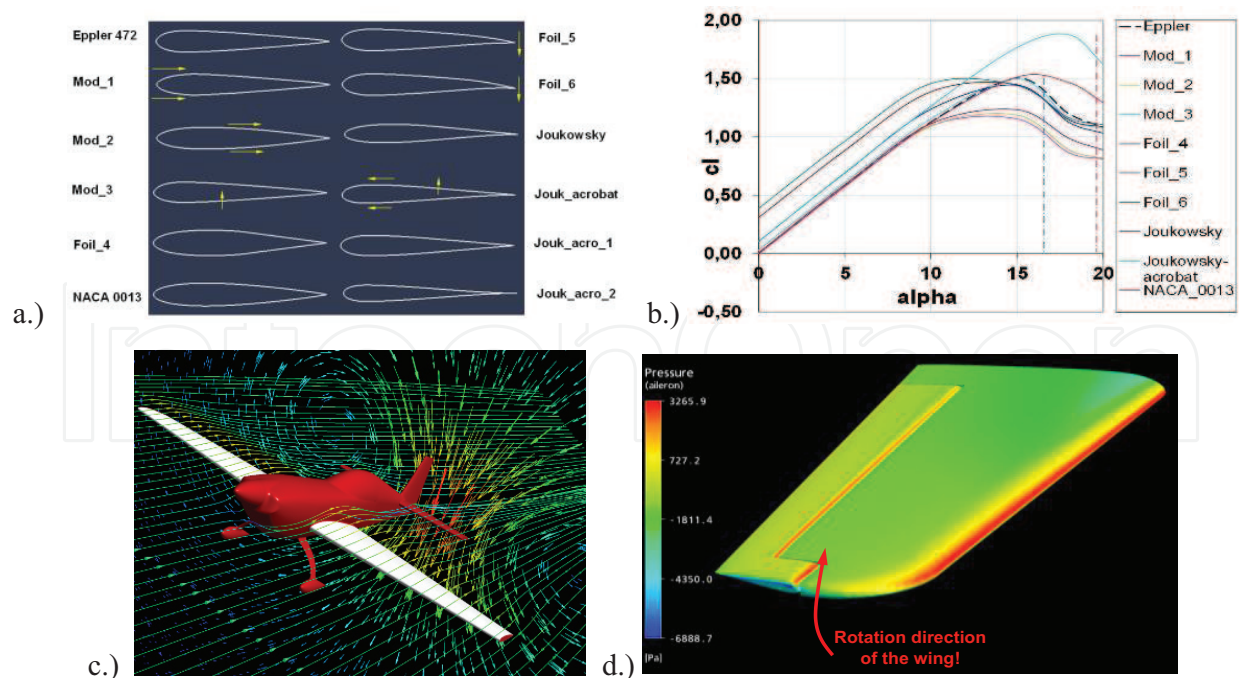 Eppler 472
Mod_1
Mod_2
Mod_3
Foil_4
NACA 0013
Foil_5
Foil_6
Joukowsky
Jouk_acrobat
Jouk_acro_1
Jouk_acro_2
a.)
2,00
1,50
1,00
0,50
0,00
-0,50
cl
0
5
10
15
20
alpha
Eppler
Mod_1
Mod_2
Mod_3
Foil_4
Foil_5
Foil_6
Joukowsky
Joukowsky-
acrobat
NACA_0013
b.)
c.)
Pressure
(aileron)
3265.9
727.2
-1811.4
-4350.0
-6888.7
[Pa]
Rotation direction
of the wing!
d.)
InTechOpen